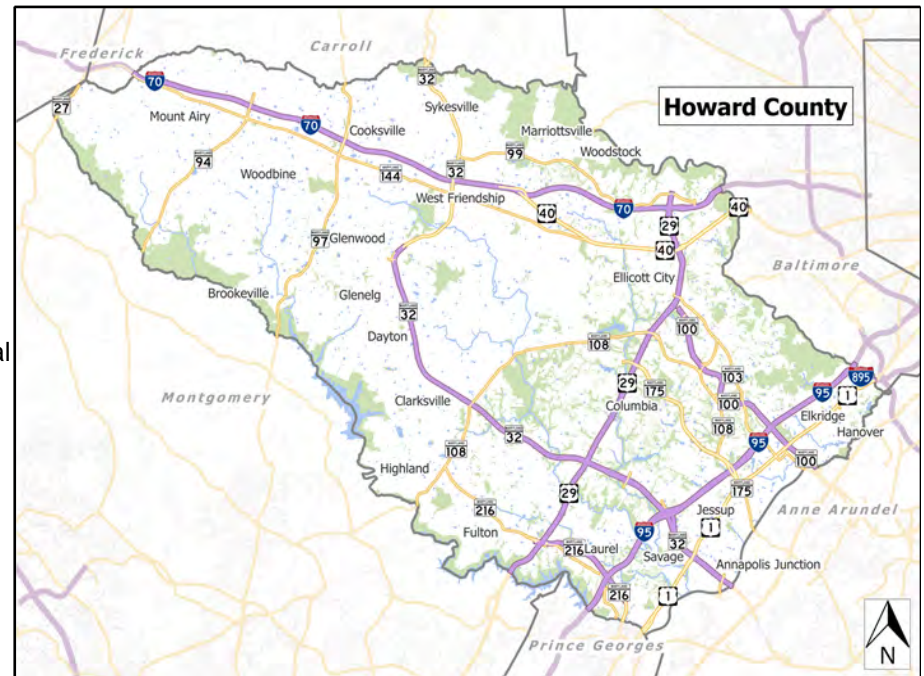 Frederick
Carroll
32
70
27
Sykesville
Howard County
Mount Airy
70
Cooksville
Marriottsville
99
Woodstock
94
Woodbine
144
32
West Friendship
70
40
40
29
97
Glenwood
40
Baltimore
Ellicott City
Brookeville
Glenelg
32
100
al
Dayton
108
103
895
29
175
95
1
Montgomery
Clarksville
Columbia
100
Elkridge
108
Hanover
32
95
108
100
Highland
175
29
216
Jessup
Anne Arundel
1
Fulton
95
216
Laurel
Savage
32
Annapolis Junction
216
1
Prince Georges
N